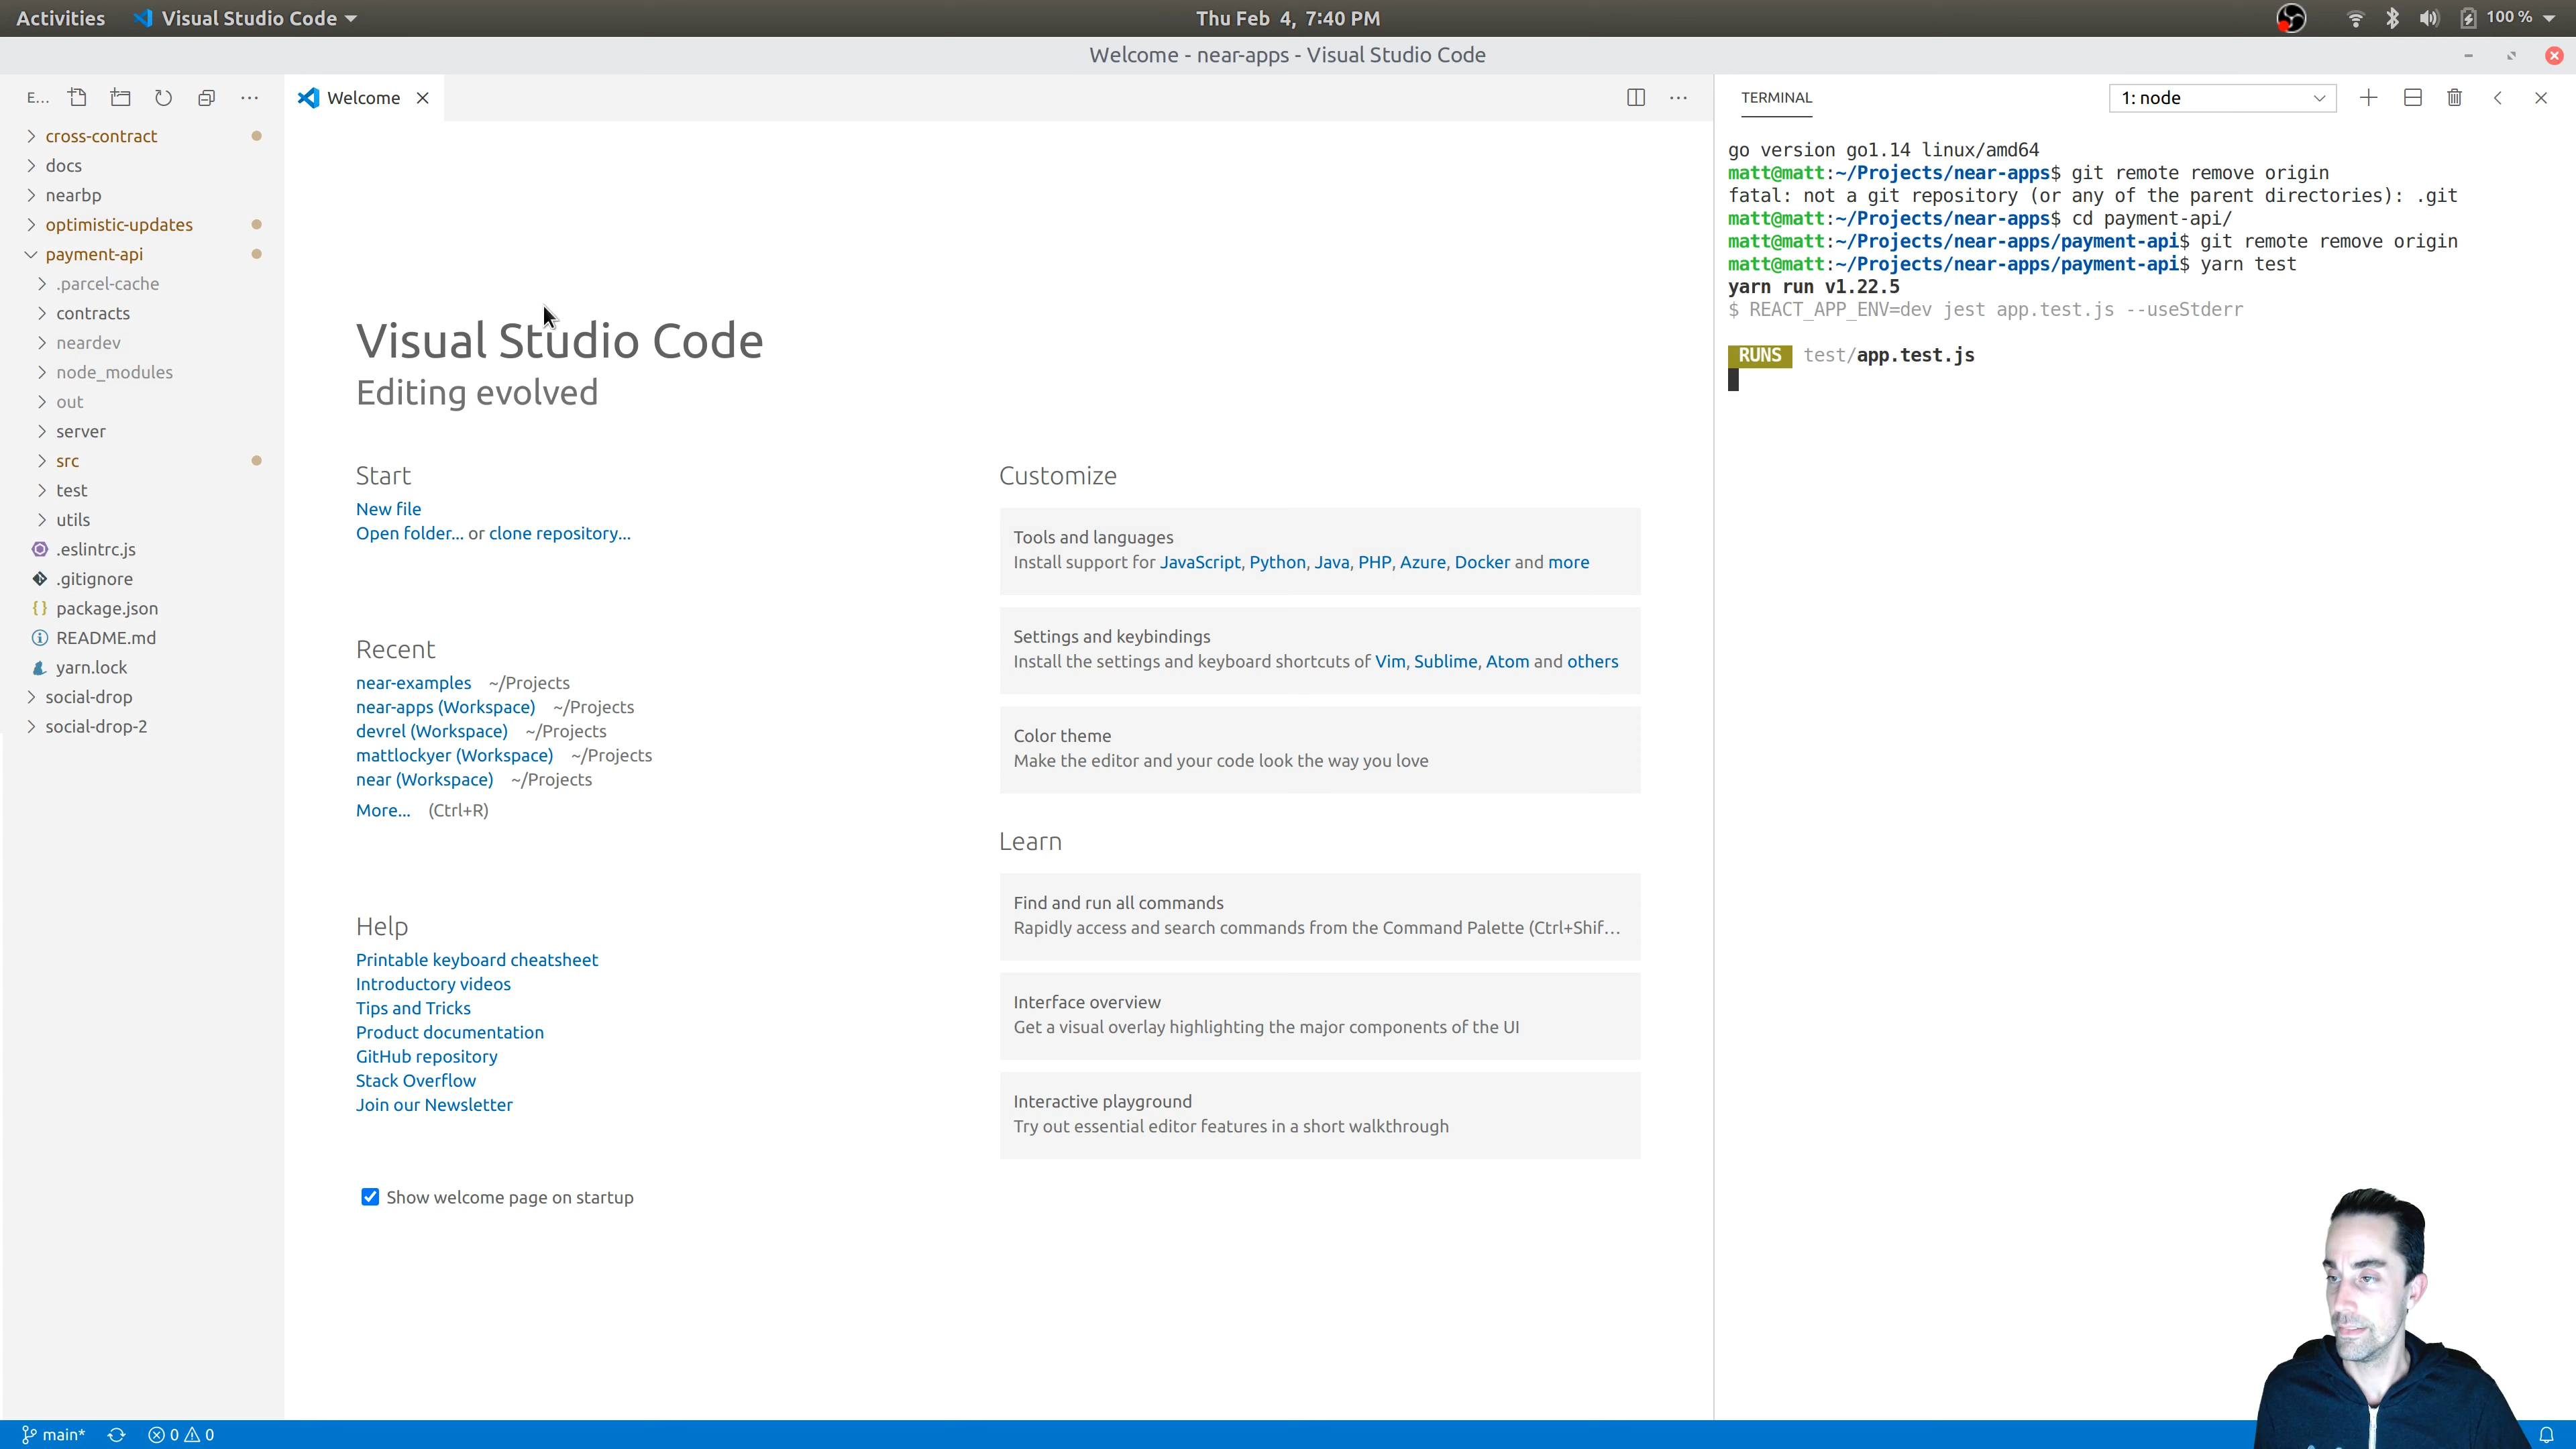 Activities Visual Studio Code Thu Feb 4, 7:40 PM 100 %
Welcome - near-apps - Visual Studio Code
E...
cross-contract
docs
nearbp
optimistic-updates
payment-api
.parcel-cache
contracts
neardev
node_modules
out
server
src
test
utils
.eslintrc.js
.gitignore
package.json
README.md
yarn.lock
social-drop
social-drop-2
Welcome
Visual Studio Code
Editing evolved
Start
New file
Open folder... or clone repository...
Recent
near-examples ~/Projects
near-apps (Workspace) ~/Projects
devrel (Workspace) ~/Projects
mattlockyer (Workspace) ~/Projects
near (Workspace) ~/Projects
More... (Ctrl+R)
Help
Printable keyboard cheatsheet
Introductory videos
Tips and Tricks
Product documentation
GitHub repository
Stack Overflow
Join our Newsletter
Show welcome page on startup
Customize
Tools and languages
Install support for JavaScript, Python, Java, PHP, Azure, Docker and more
Settings and keybindings
Install the settings and keyboard shortcuts of Vim, Sublime, Atom and others
Color theme
Make the editor and your code look the way you love
Learn
Find and run all commands
Rapidly access and search commands from the Command Palette (Ctrl+Shif...
Interface overview
Get a visual overlay highlighting the major components of the UI
Interactive playground
Try out essential editor features in a short walkthrough
TERMINAL 1: node
go version go1.14 linux/amd64
matt@matt:~/Projects/near-apps$ git remote remove origin
fatal: not a git repository (or any of the parent directories): .git
matt@matt:~/Projects/near-apps$ cd payment-api/
matt@matt:~/Projects/near-apps/payment-api$ git remote remove origin
matt@matt:~/Projects/near-apps/payment-api$ yarn test
yarn run v1.22.5
$ REACT_APP_ENV=dev jest app.test.js --useStderr
RUNS test/app.test.js
main* 0 0